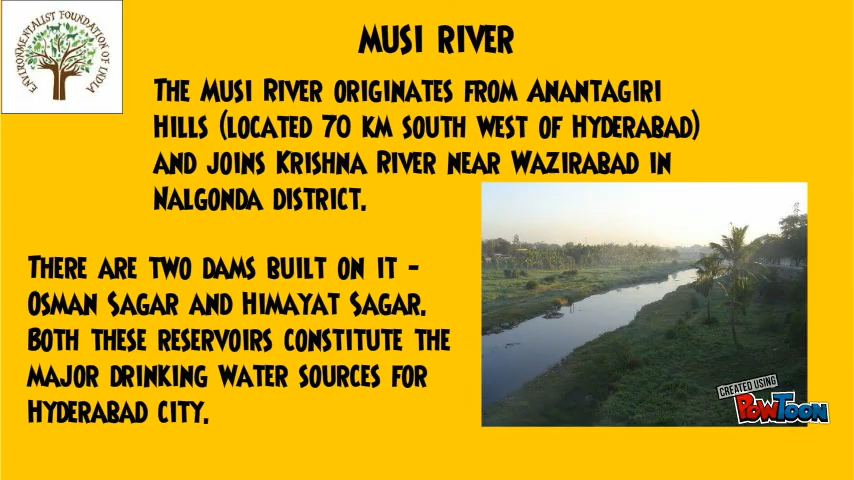 ENVIRONMENTALIST FOUNDATION OF INDIA
MUSI RIVER
THE MUSI RIVER ORIGINATES FROM ANANTAGIRI
HILLS (LOCATED 70 KM SOUTH WEST OF HYDERABAD)
AND JOINS KRISHNA RIVER NEAR WAZIRABAD IN
NALGONDA DISTRICT.
THERE ARE TWO DAMS BUILT ON IT -
OSMAN SAGAR AND HIMAYAT SAGAR.
BOTH THESE RESERVOIRS CONSTITUTE THE
MAJOR DRINKING WATER SOURCES FOR
HYDERABAD CITY.
CREATED USING
POWTOON